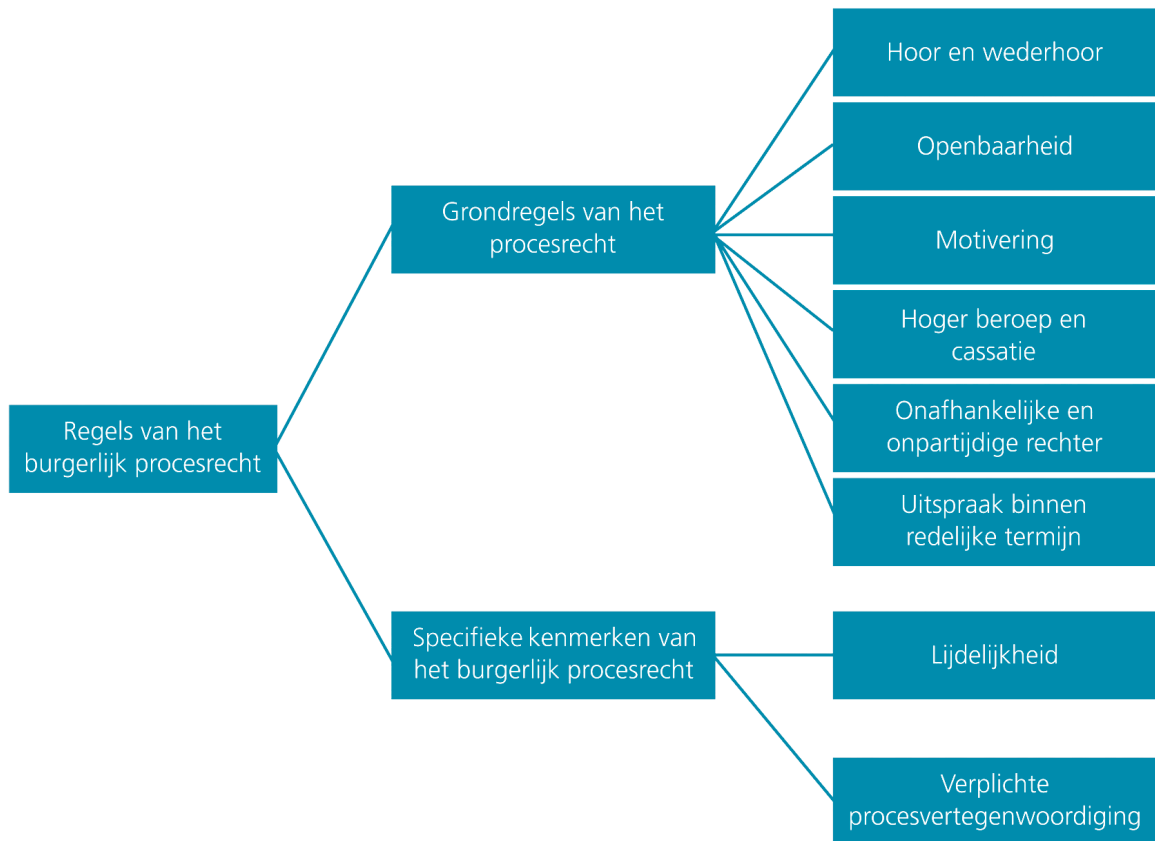 Regels van het
burgerlijk procesrecht
Grondregels van het
procesrecht
Hoor en wederhoor
Openbaarheid
Motivering
Hoger beroep en
cassatie
Onafhankelijke en
onpartijdige rechter
Uitspraak binnen
redelijke termijn
Specifieke kenmerken van
het burgerlijk procesrecht
Lijdelijkheid
Verplichte
procesvertegenwoordiging